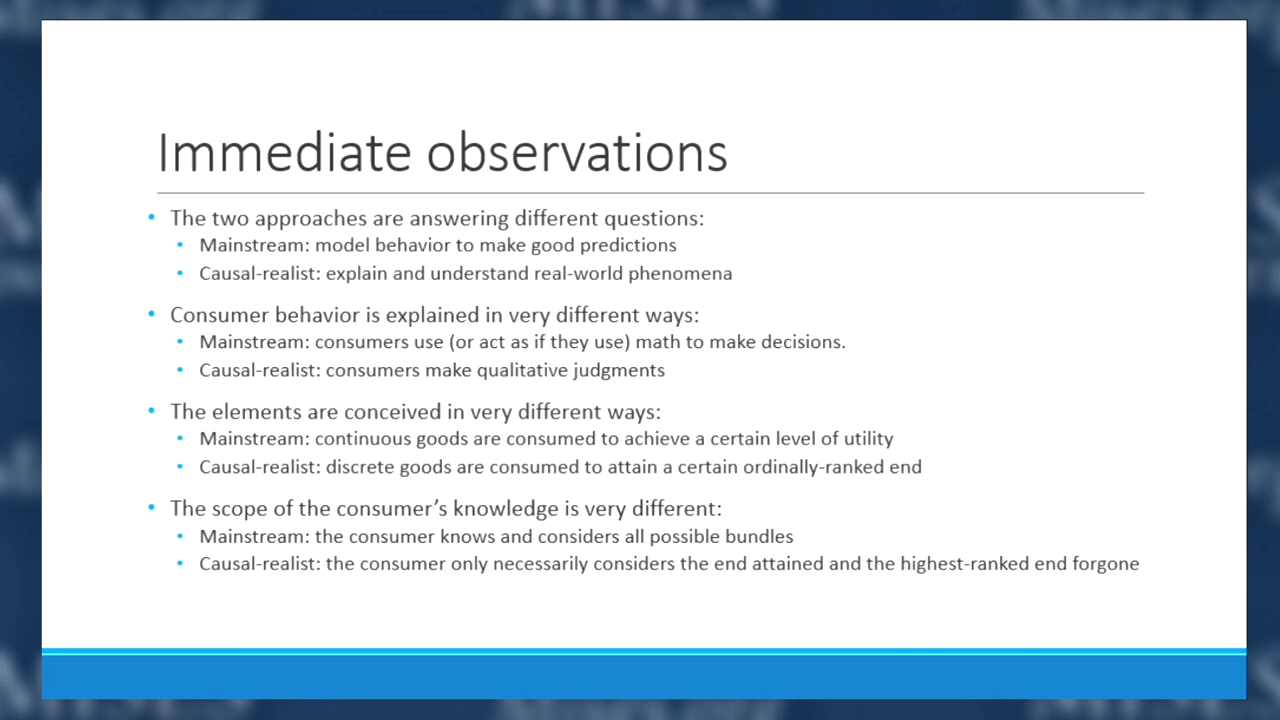 Immediate observations
• The two approaches are answering different questions:
• Mainstream: model behavior to make good predictions
• Causal-realist: explain and understand real-world phenomena
• Consumer behavior is explained in very different ways:
• Mainstream: consumers use (or act as if they use) math to make decisions.
• Causal-realist: consumers make qualitative judgments
• The elements are conceived in very different ways:
• Mainstream: continuous goods are consumed to achieve a certain level of utility
• Causal-realist: discrete goods are consumed to attain a certain ordinally-ranked end
• The scope of the consumer’s knowledge is very different:
• Mainstream: the consumer knows and considers all possible bundles
• Causal-realist: the consumer only necessarily considers the end attained and the highest-ranked end forgone